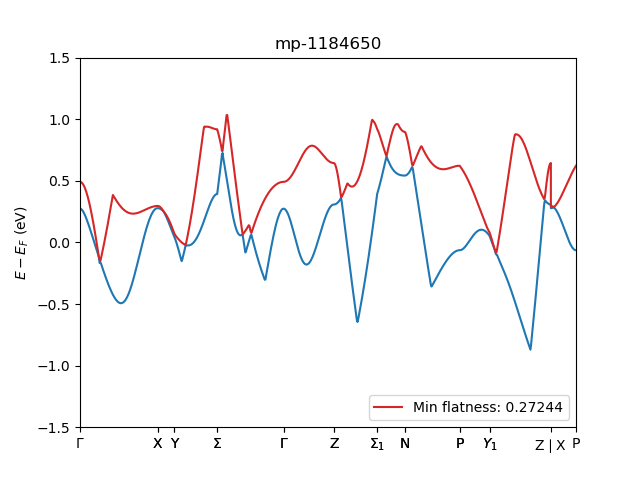 mp-1184650
E − E_F (eV)
1.5
1.0
0.5
0.0
−0.5
−1.0
−1.5
Γ X Y Σ Γ Z Σ₁ N P Y₁ Z | X P
Min flatness: 0.27244